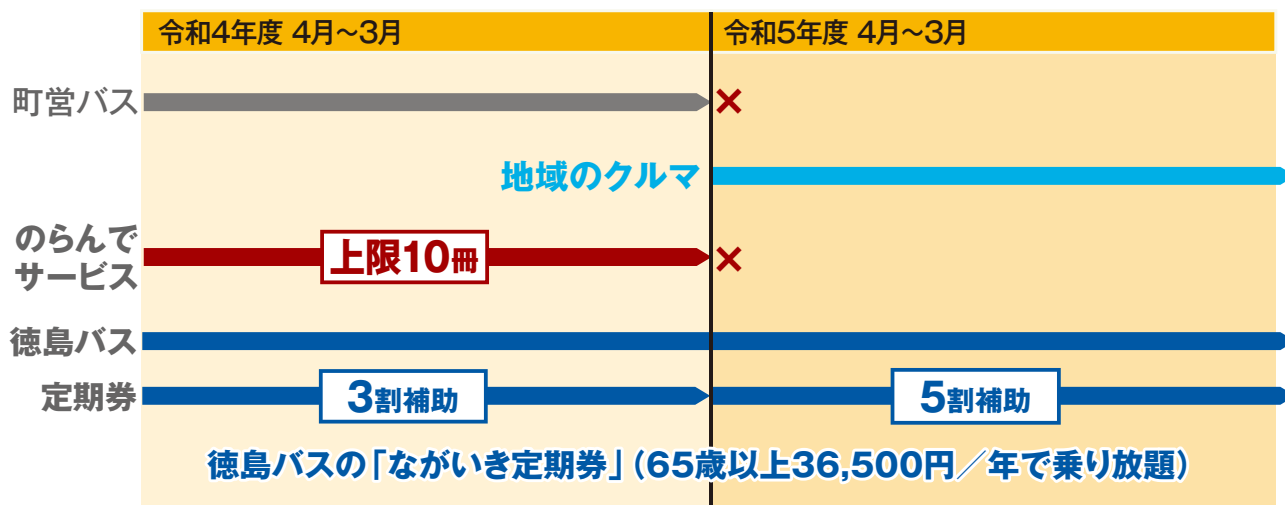 令和4年度 4月～3月
令和5年度 4月～3月
町営バス
×
地域のクルマ
のらんで
サービス
上限10冊
×
徳島バス
定期券
3割補助
5割補助
徳島バスの「ながいき定期券」（65歳以上36,500円／年で乗り放題）